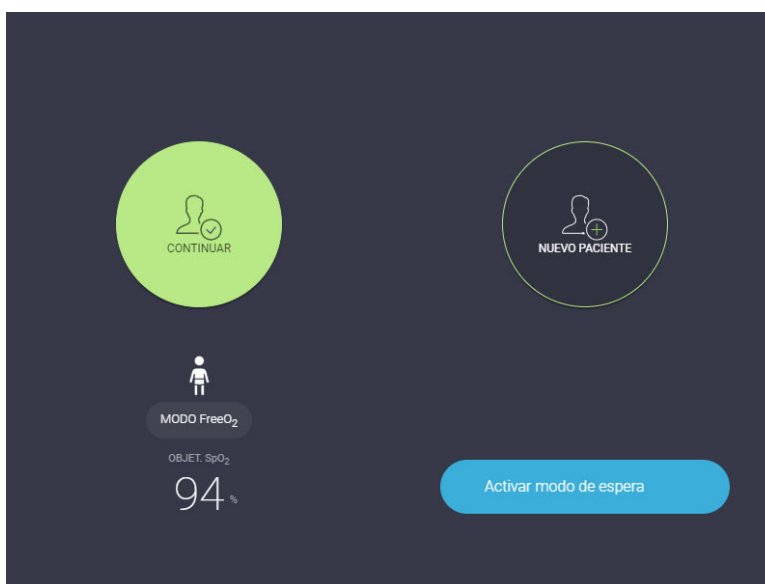 CONTINUAR
NUEVO PACIENTE
MODO FreeO₂
OBJET. SpO₂
94 %
Activar modo de espera